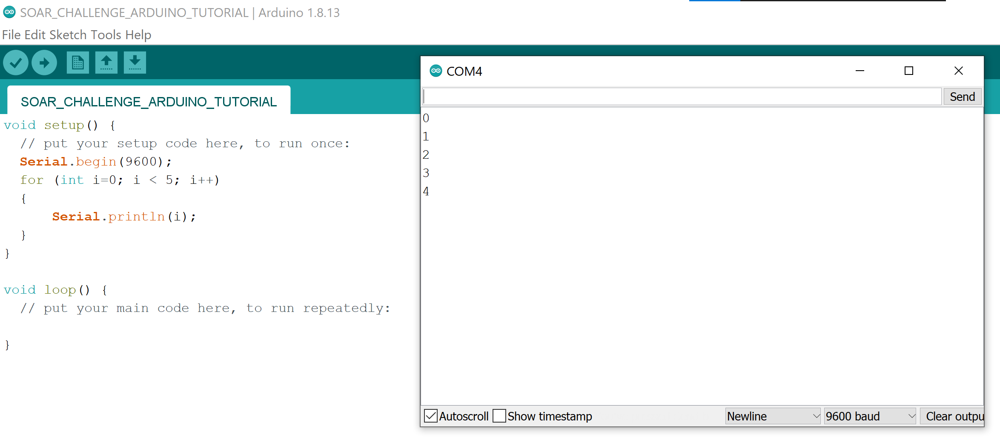 SOAR_CHALLENGE_ARDUINO_TUTORIAL | Arduino 1.8.13
File Edit Sketch Tools Help
SOAR_CHALLENGE_ARDUINO_TUTORIAL
void setup() {
  // put your setup code here, to run once:
  Serial.begin(9600);
  for (int i=0; i < 5; i++)
  {
      Serial.println(i);
  }
}

void loop() {
  // put your main code here, to run repeatedly:

}
COM4
Send
0
1
2
3
4
Autoscroll Show timestamp Newline 9600 baud Clear outpu